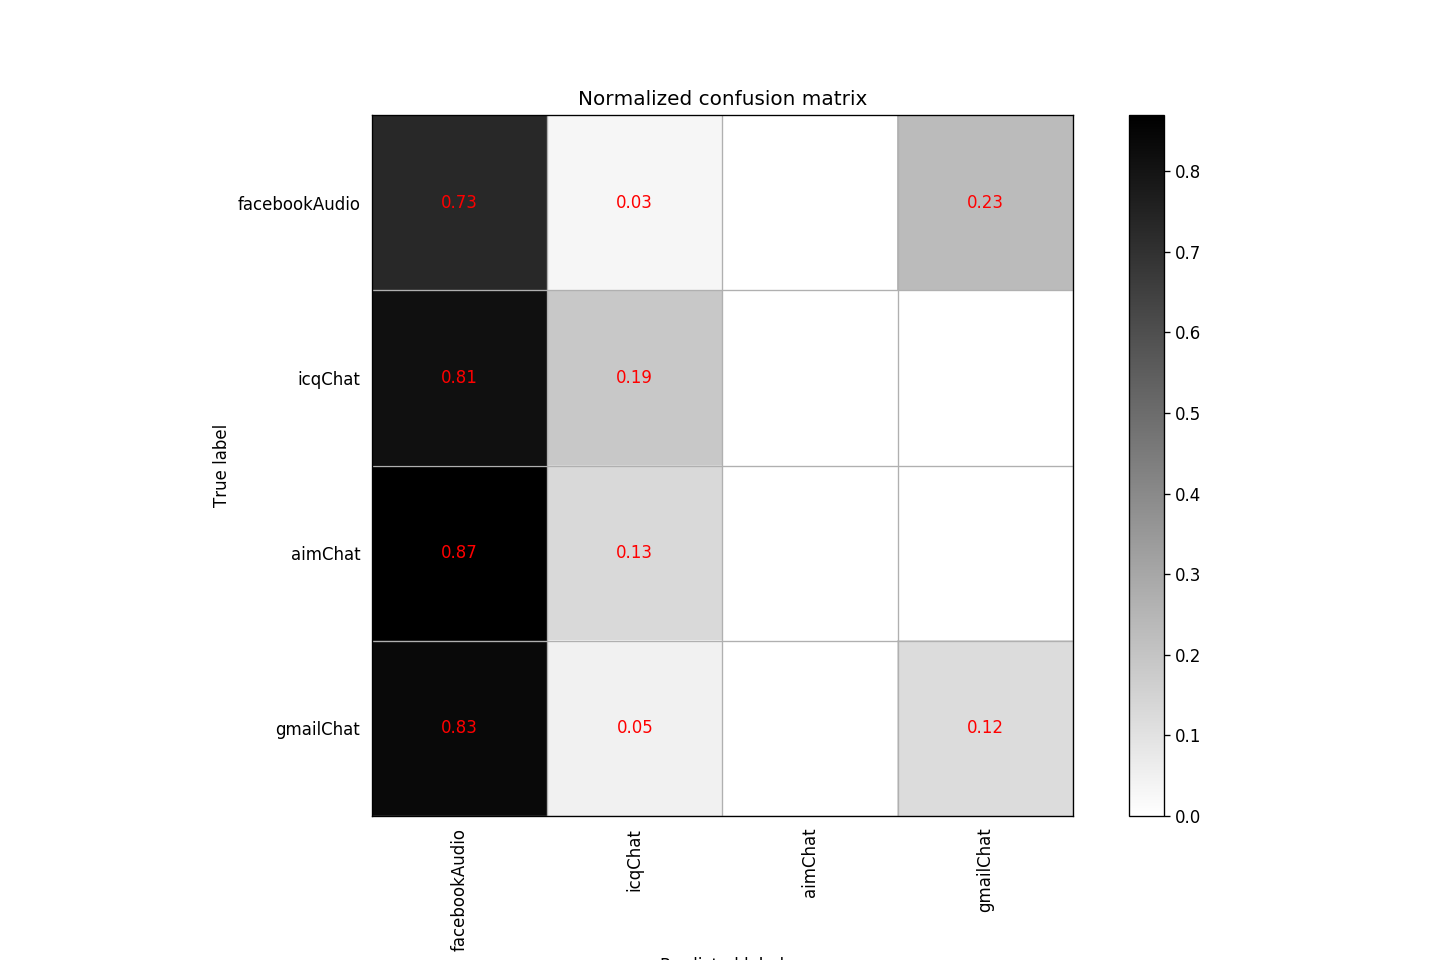 Normalized confusion matrix
facebookAudio 0.73 0.03 0.23
0.8
0.7
icqChat 0.81 0.19
0.6
0.5
True label
0.4
aimChat 0.87 0.13
0.3
0.2
gmailChat 0.83 0.05 0.12
0.1
0.0
facebookAudio icqChat aimChat gmailChat